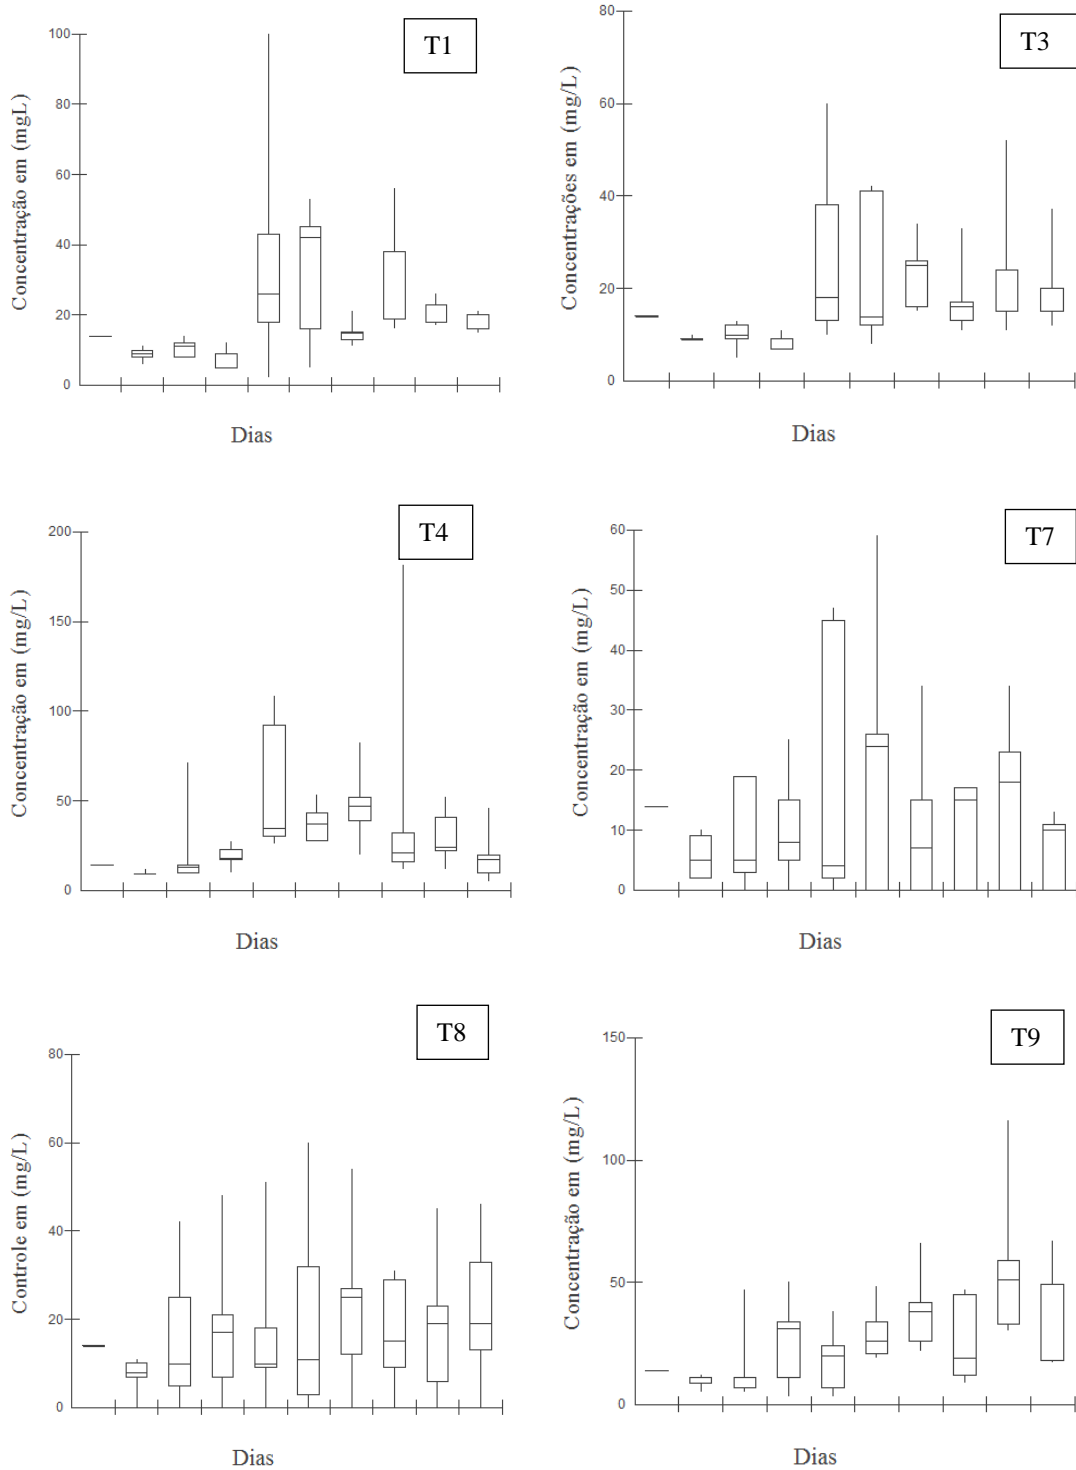 T1
Concentração em (mgL)
100
80
60
40
20
0
Dias
T3
Concentrações em (mg/L)
80
60
40
20
0
Dias
T4
Concentração em (mg/L)
200
150
100
50
0
Dias
T7
Concentração em (mg/L)
60
50
40
30
20
10
0
Dias
T8
Controle em (mg/L)
80
60
40
20
0
Dias
T9
Concentração em (mg/L)
150
100
50
0
Dias